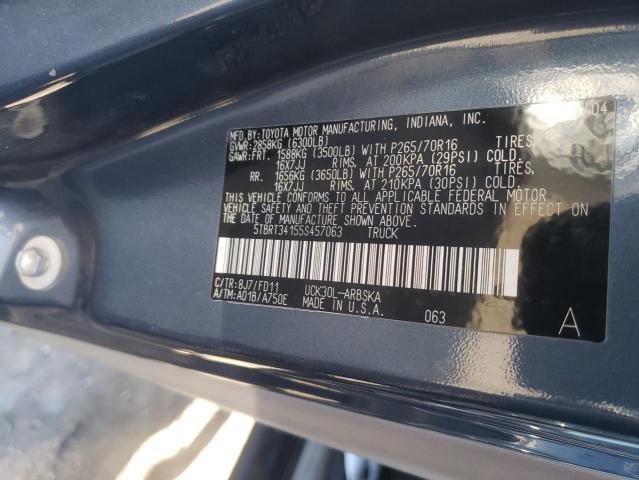 04
MFD.BY:TOYOTA MOTOR MANUFACTURING, INDIANA, INC.
GVWR:2858KG (6300LB)
GAWR:FRT. 1588KG (3500LB) WITH P265/70R16 TIRES,
16X7JJ RIMS, AT 200KPA (29PSI) COLD.
RR. 1656KG (3650LB) WITH P265/70R16 TIRES,
16X7JJ RIMS, AT 210KPA (30PSI) COLD.
THIS VEHICLE CONFORMS TO ALL APPLICABLE FEDERAL MOTOR
VEHICLE SAFETY AND THEFT PREVENTION STANDARDS IN EFFECT ON
THE DATE OF MANUFACTURE SHOWN ABOVE.
5TBRT34155S457063 TRUCK
C/TR:8J7/FD11 UCK30L-ARBSKA
A/TM:A01B/A750E MADE IN U.S.A. 063 A